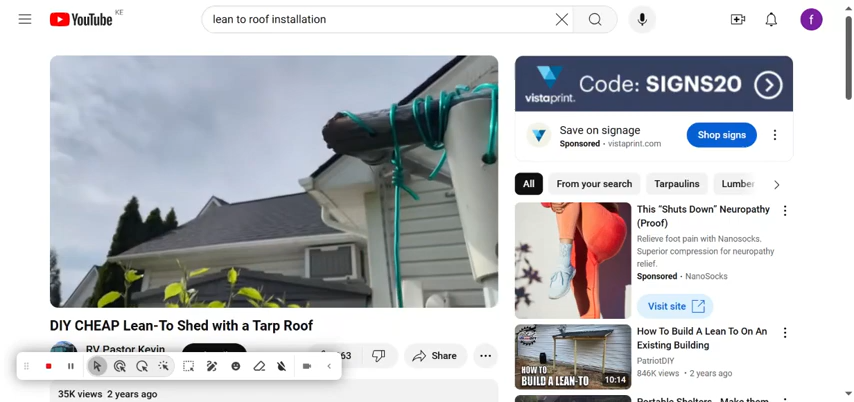 YouTube KE
lean to roof installation
f
vistaprint. Code: SIGNS20
Save on signage
Sponsored · vistaprint.com
Shop signs
All
From your search
Tarpaulins
Lumber
This “Shuts Down” Neuropathy
(Proof)
Relieve foot pain with Nanosocks.
Superior compression for neuropathy
relief.
Sponsored · NanoSocks
Visit site
DIY CHEAP Lean-To Shed with a Tarp Roof
RV Pastor Kevin
63
Share
35K views 2 years ago
HOW TO
BUILD A LEAN-TO
10:14
How To Build A Lean To On An
Existing Building
PatriotDIY
846K views • 2 years ago